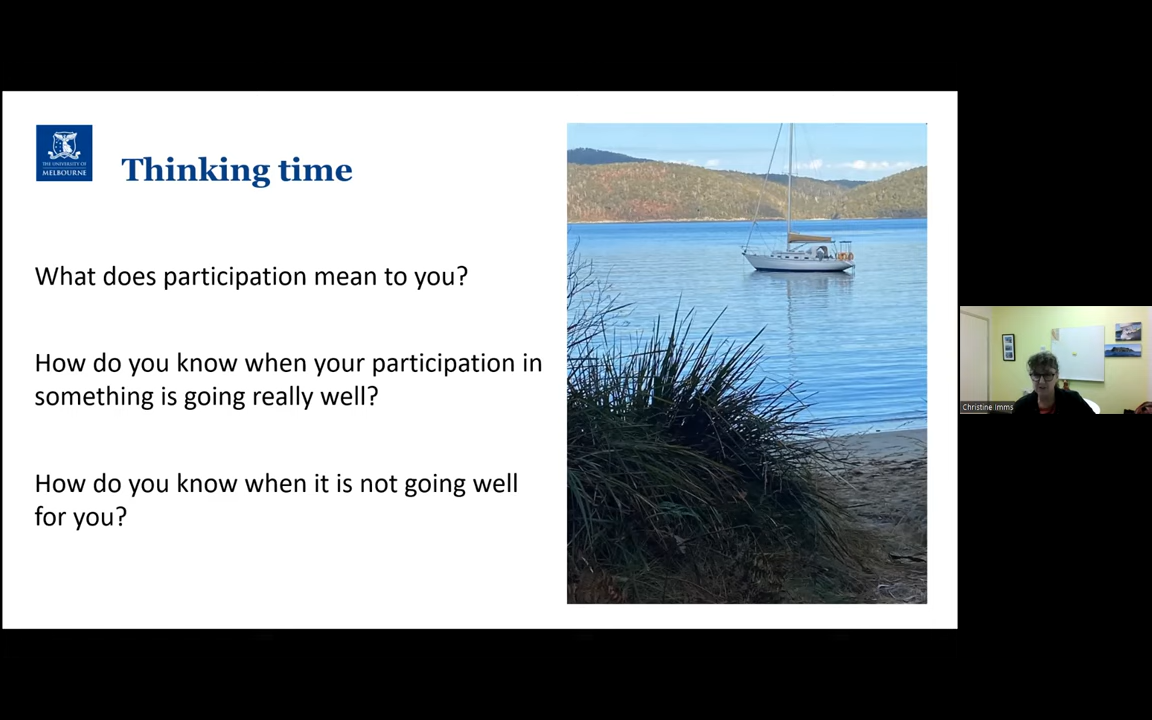 THE UNIVERSITY OF
MELBOURNE
Thinking time
What does participation mean to you?
How do you know when your participation in
something is going really well?
How do you know when it is not going well
for you?
Christine Imms